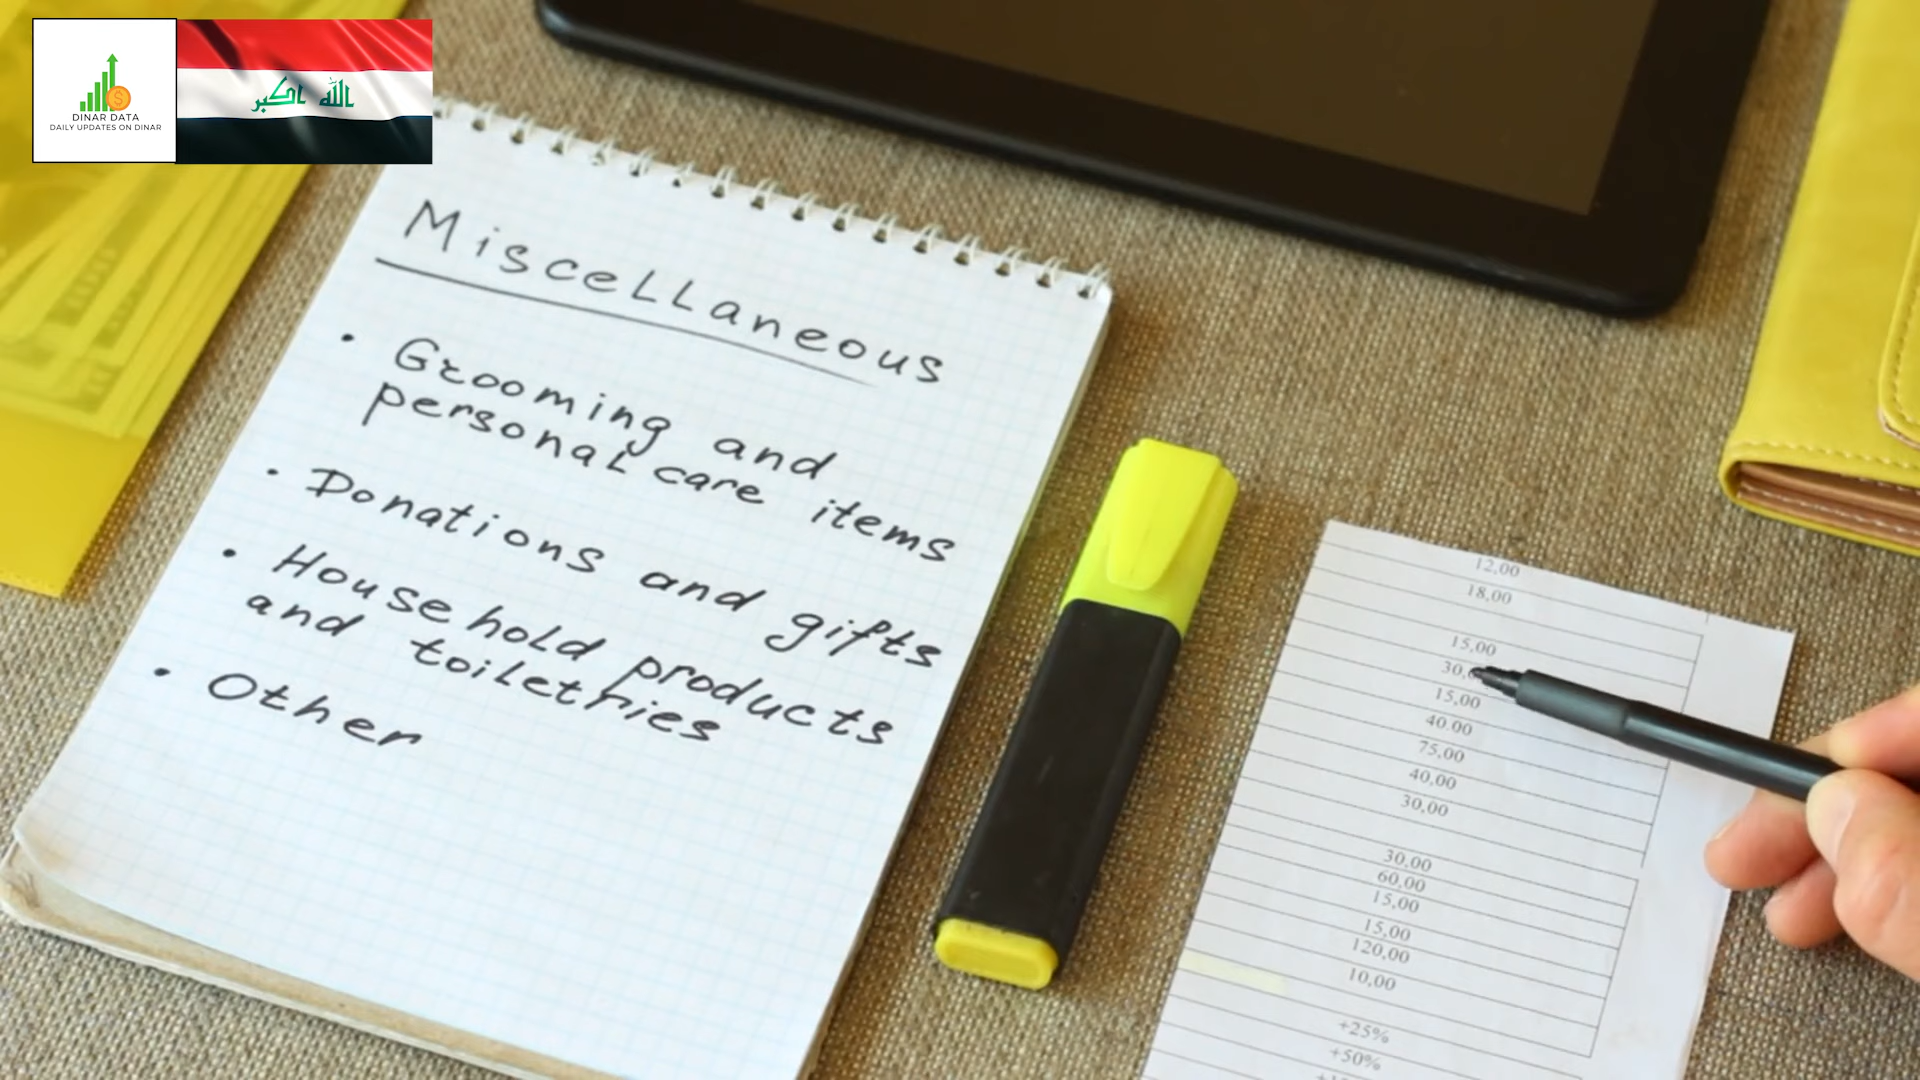 DINAR DATA
DAILY UPDATES ON DINAR
الله اكبر
Miscellaneous
• Grooming and
personal care items
• Donations and gifts
• Household products
and toiletries
• Other
12,00
18,00
15,00
15,00
40.00
75,00
40,00
30,00
30,00
60,00
15,00
15,00
120,00
10,00
+25%
+50%